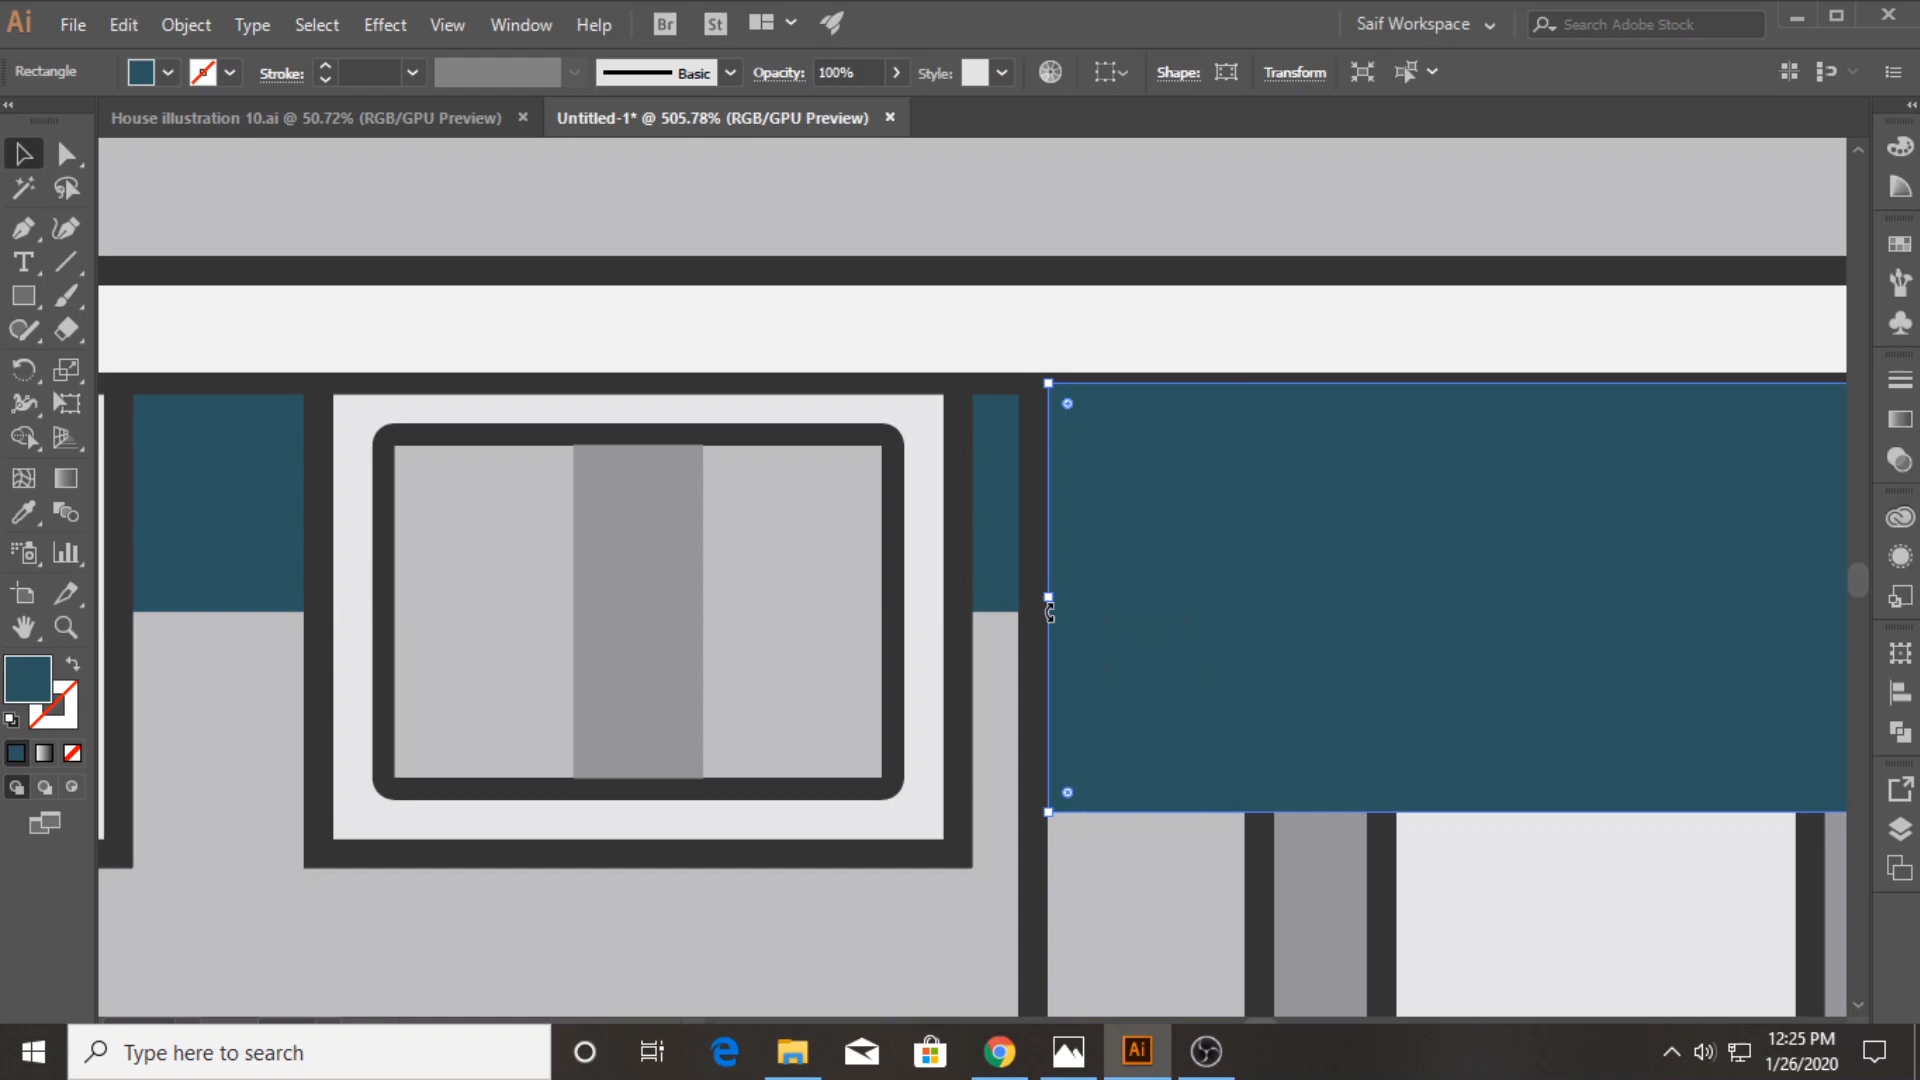 Ai File Edit Object Type Select Effect View Window Help Br St Saif Workspace Search Adobe Stock
Rectangle Stroke: Basic Opacity: 100% Style: Shape: Transform
House illustration 10.ai @ 50.72% (RGB/GPU Preview) × Untitled-1* @ 505.78% (RGB/GPU Preview) ×
Type here to search Ai 12:25 PM
1/26/2020